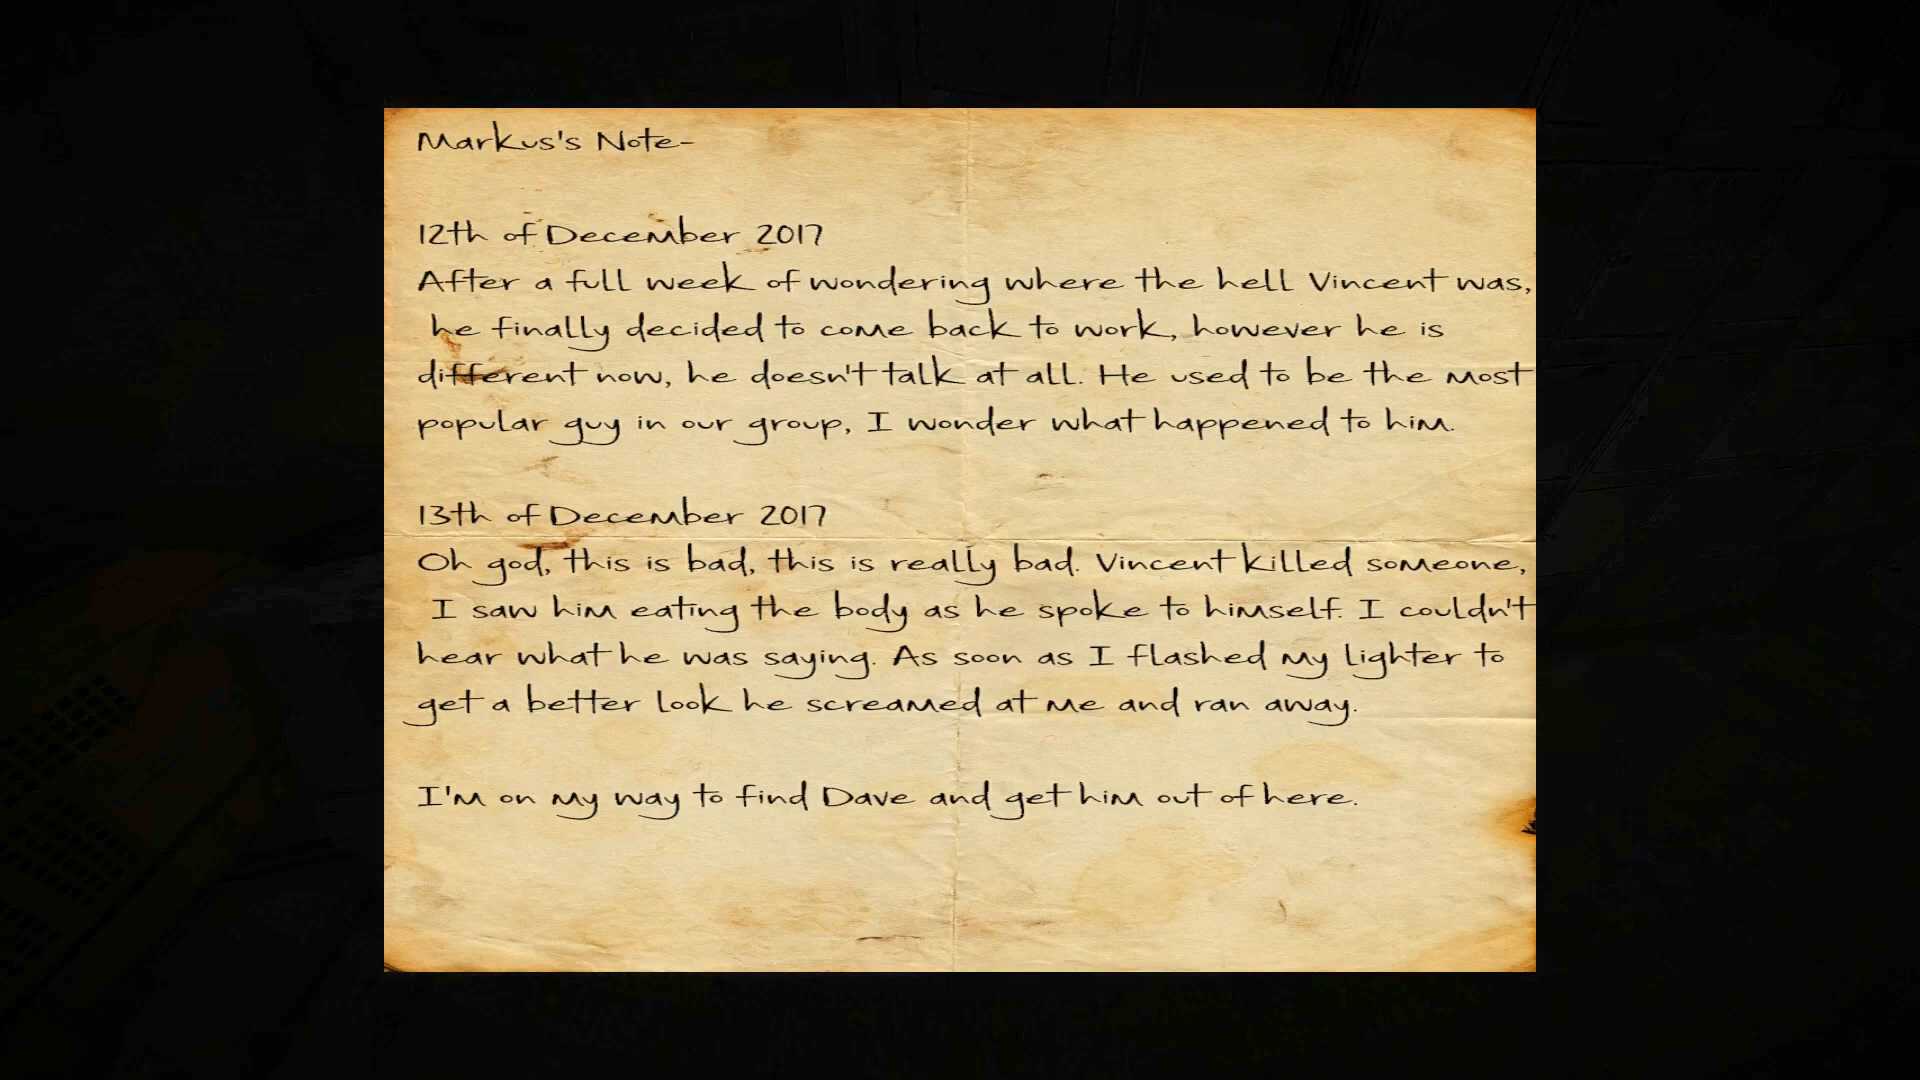 Markus's Note-
12th of December 2017
After a full week of wondering where the hell Vincent was,
he finally decided to come back to work, however he is
different now, he doesn't talk at all. He used to be the most
popular guy in our group, I wonder what happened to him.
13th of December 2017
Oh god, this is bad, this is really bad. Vincent killed someone,
I saw him eating the body as he spoke to himself. I couldn't
hear what he was saying. As soon as I flashed my lighter to
get a better look he screamed at me and ran away.
I'm on my way to find Dave and get him out of here.